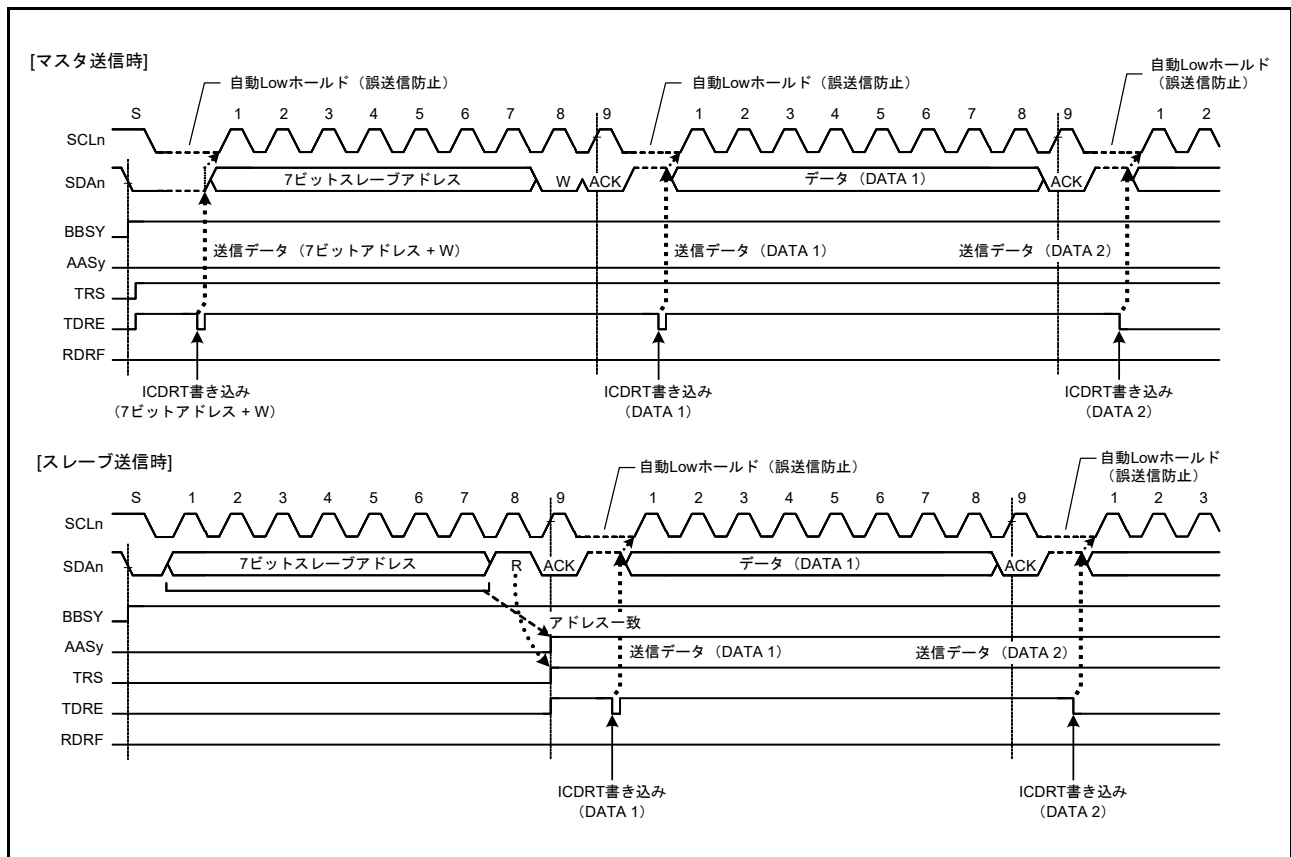 [マスタ送信時]
自動Lowホールド（誤送信防止）
自動Lowホールド（誤送信防止）
自動Lowホールド
（誤送信防止）
S 1 2 3 4 5 6 7 8 9 1 2 3 4 5 6 7 8 9 1 2
SCLn
SDAn 7ビットスレーブアドレス W ACK データ（DATA 1） ACK
BBSY
送信データ（7ビットアドレス + W） 送信データ（DATA 1） 送信データ（DATA 2）
AASy
TRS
TDRE
RDRF
ICDRT書き込み
（7ビットアドレス + W）
ICDRT書き込み
（DATA 1）
ICDRT書き込み
（DATA 2）
[スレーブ送信時]
自動Lowホールド（誤送信防止）
自動Lowホールド
（誤送信防止）
S 1 2 3 4 5 6 7 8 9 1 2 3 4 5 6 7 8 9 1 2 3
SCLn
SDAn 7ビットスレーブアドレス R ACK データ（DATA 1） ACK
BBSY
アドレス一致
AASy
送信データ（DATA 1） 送信データ（DATA 2）
TRS
TDRE
RDRF
ICDRT書き込み
（DATA 1）
ICDRT書き込み
（DATA 2）